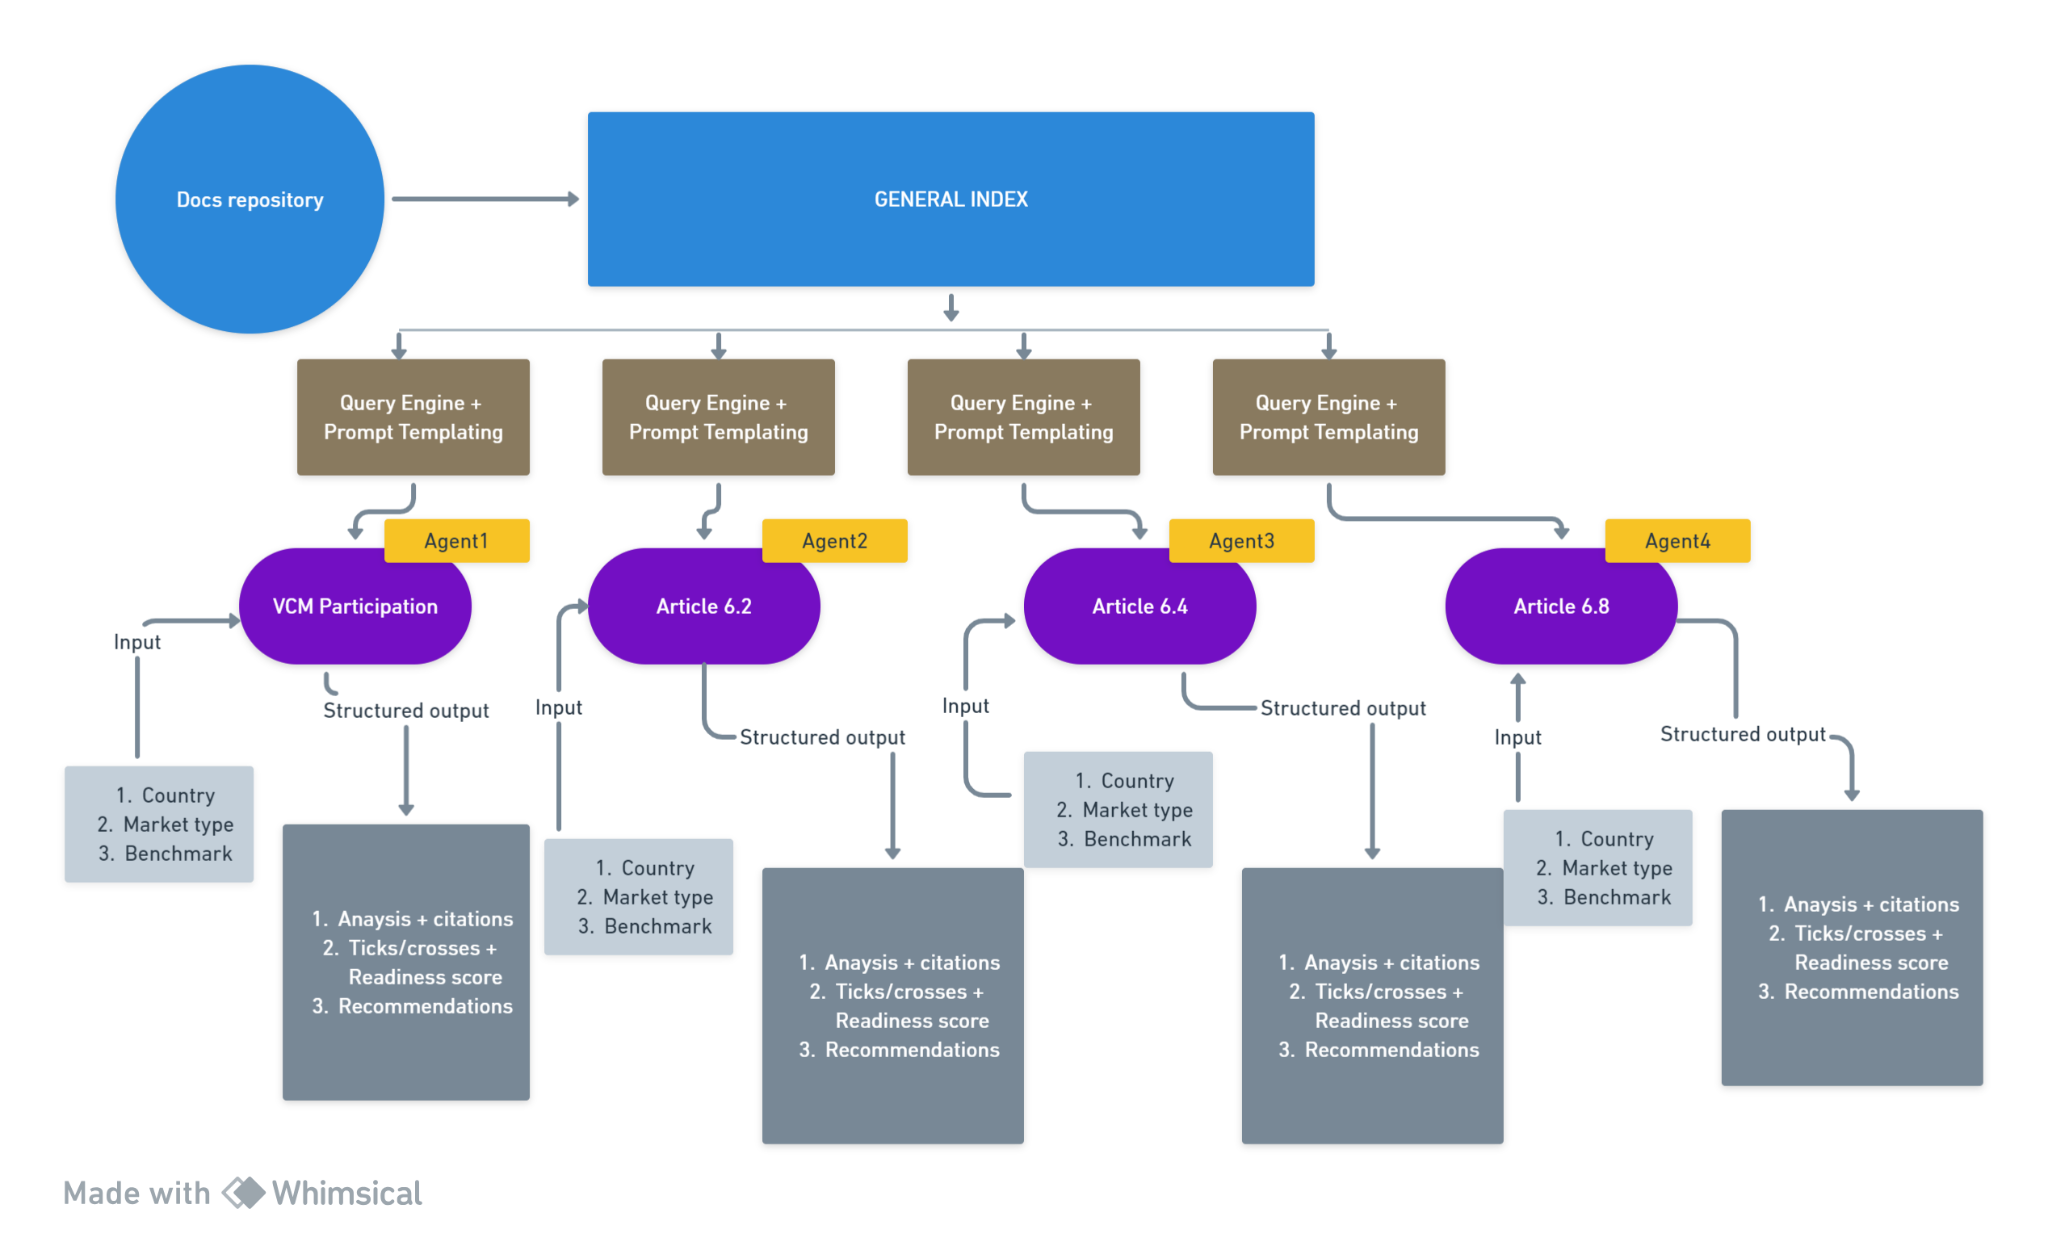 Docs repository
GENERAL INDEX
Query Engine +
Prompt Templating
Query Engine +
Prompt Templating
Query Engine +
Prompt Templating
Query Engine +
Prompt Templating
Agent1
VCM Participation
Agent2
Article 6.2
Agent3
Article 6.4
Agent4
Article 6.8
Input
Structured output
Input
Structured output
Input
Structured output
Input
Structured output
1. Country
2. Market type
3. Benchmark
1. Anaysis + citations
2. Ticks/crosses +
Readiness score
3. Recommendations
1. Country
2. Market type
3. Benchmark
1. Anaysis + citations
2. Ticks/crosses +
Readiness score
3. Recommendations
1. Country
2. Market type
3. Benchmark
1. Anaysis + citations
2. Ticks/crosses +
Readiness score
3. Recommendations
1. Country
2. Market type
3. Benchmark
1. Anaysis + citations
2. Ticks/crosses +
Readiness score
3. Recommendations
Made with Whimsical